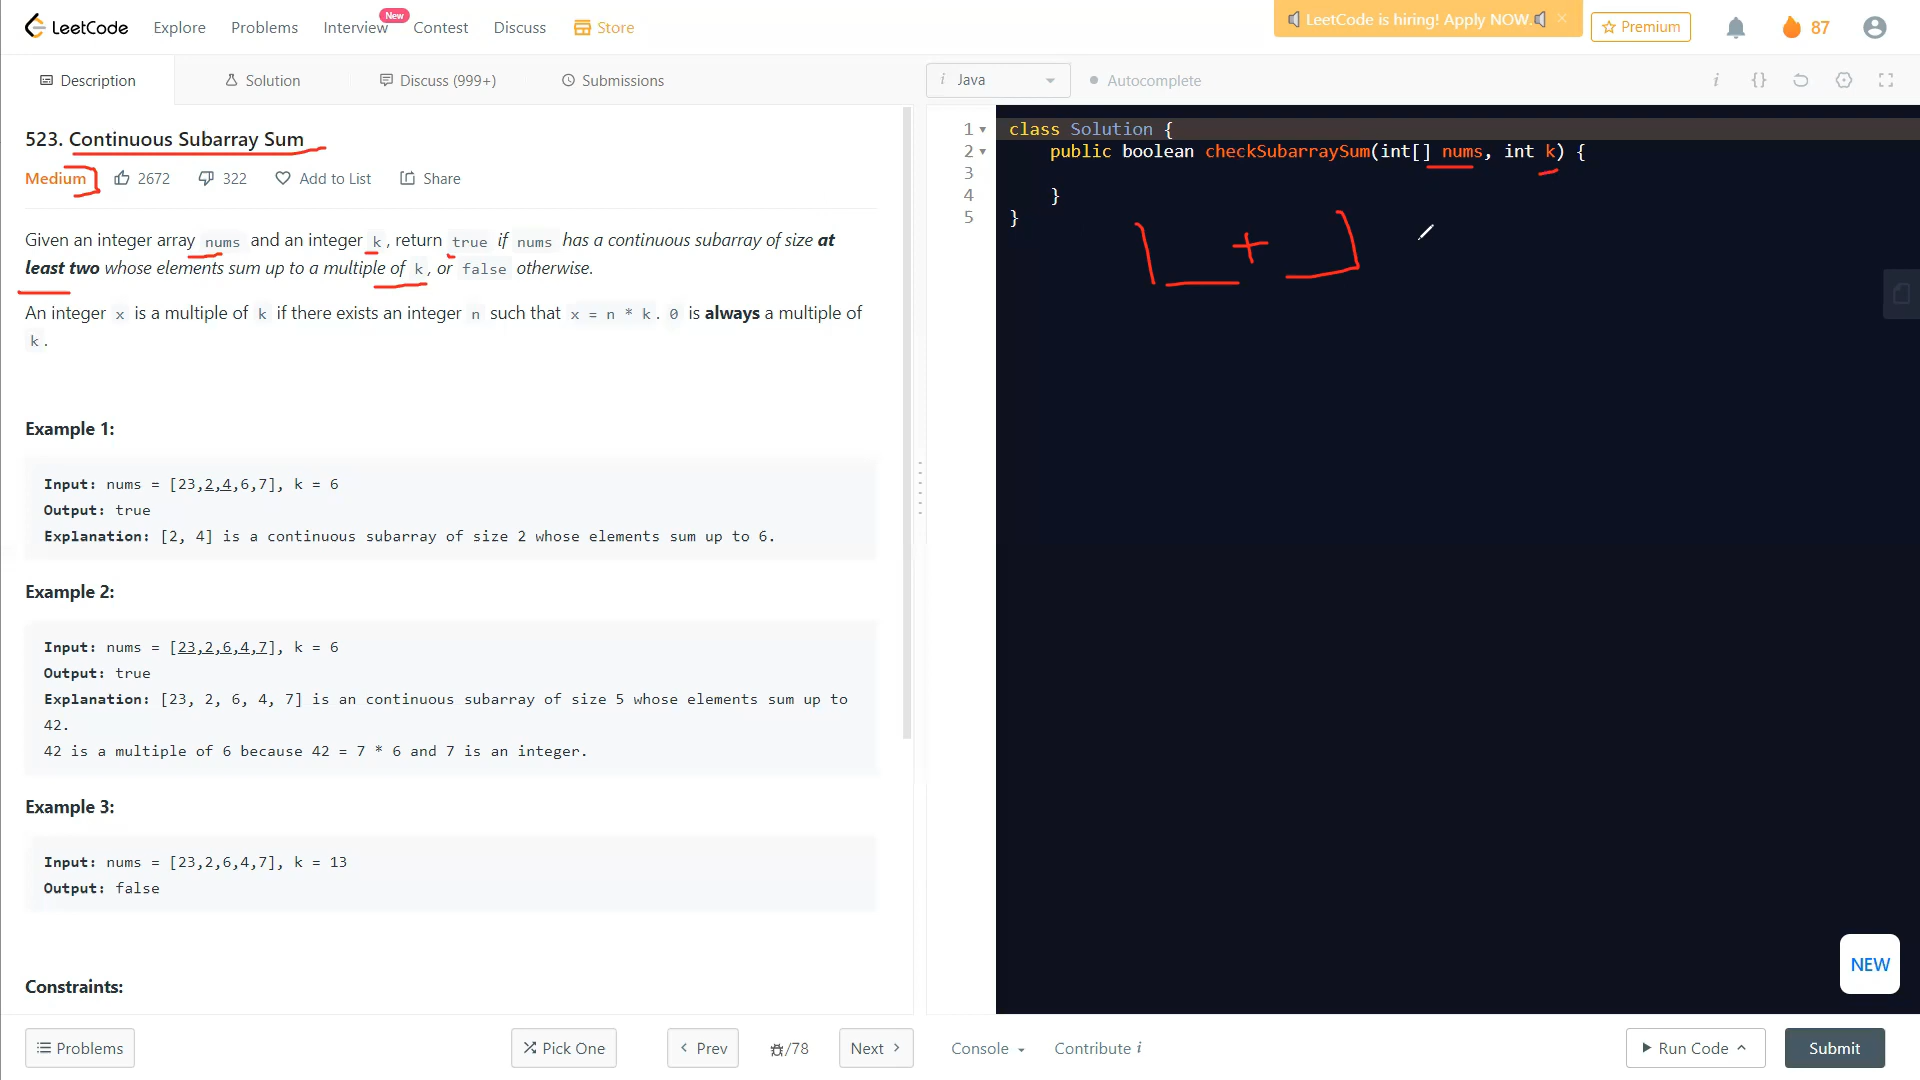 LeetCode Explore Problems Interview New Contest Discuss Store LeetCode is hiring! Apply NOW. Premium 87
Description Solution Discuss (999+) Submissions
i Java Autocomplete i {}
523. Continuous Subarray Sum
Medium 2672 322 Add to List Share
Given an integer array nums and an integer k, return true if nums has a continuous subarray of size at
least two whose elements sum up to a multiple of k, or false otherwise.
An integer x is a multiple of k if there exists an integer n such that x = n * k. 0 is always a multiple of
k.
Example 1:
Input: nums = [23,2,4,6,7], k = 6
Output: true
Explanation: [2, 4] is a continuous subarray of size 2 whose elements sum up to 6.
Example 2:
Input: nums = [23,2,6,4,7], k = 6
Output: true
Explanation: [23, 2, 6, 4, 7] is an continuous subarray of size 5 whose elements sum up to
42.
42 is a multiple of 6 because 42 = 7 * 6 and 7 is an integer.
Example 3:
Input: nums = [23,2,6,4,7], k = 13
Output: false
Constraints:
1 class Solution {
2 public boolean checkSubarraySum(int[] nums, int k) {
3
4 }
5 }
+
NEW
Problems Pick One < Prev /78 Next > Console Contribute i Run Code Submit